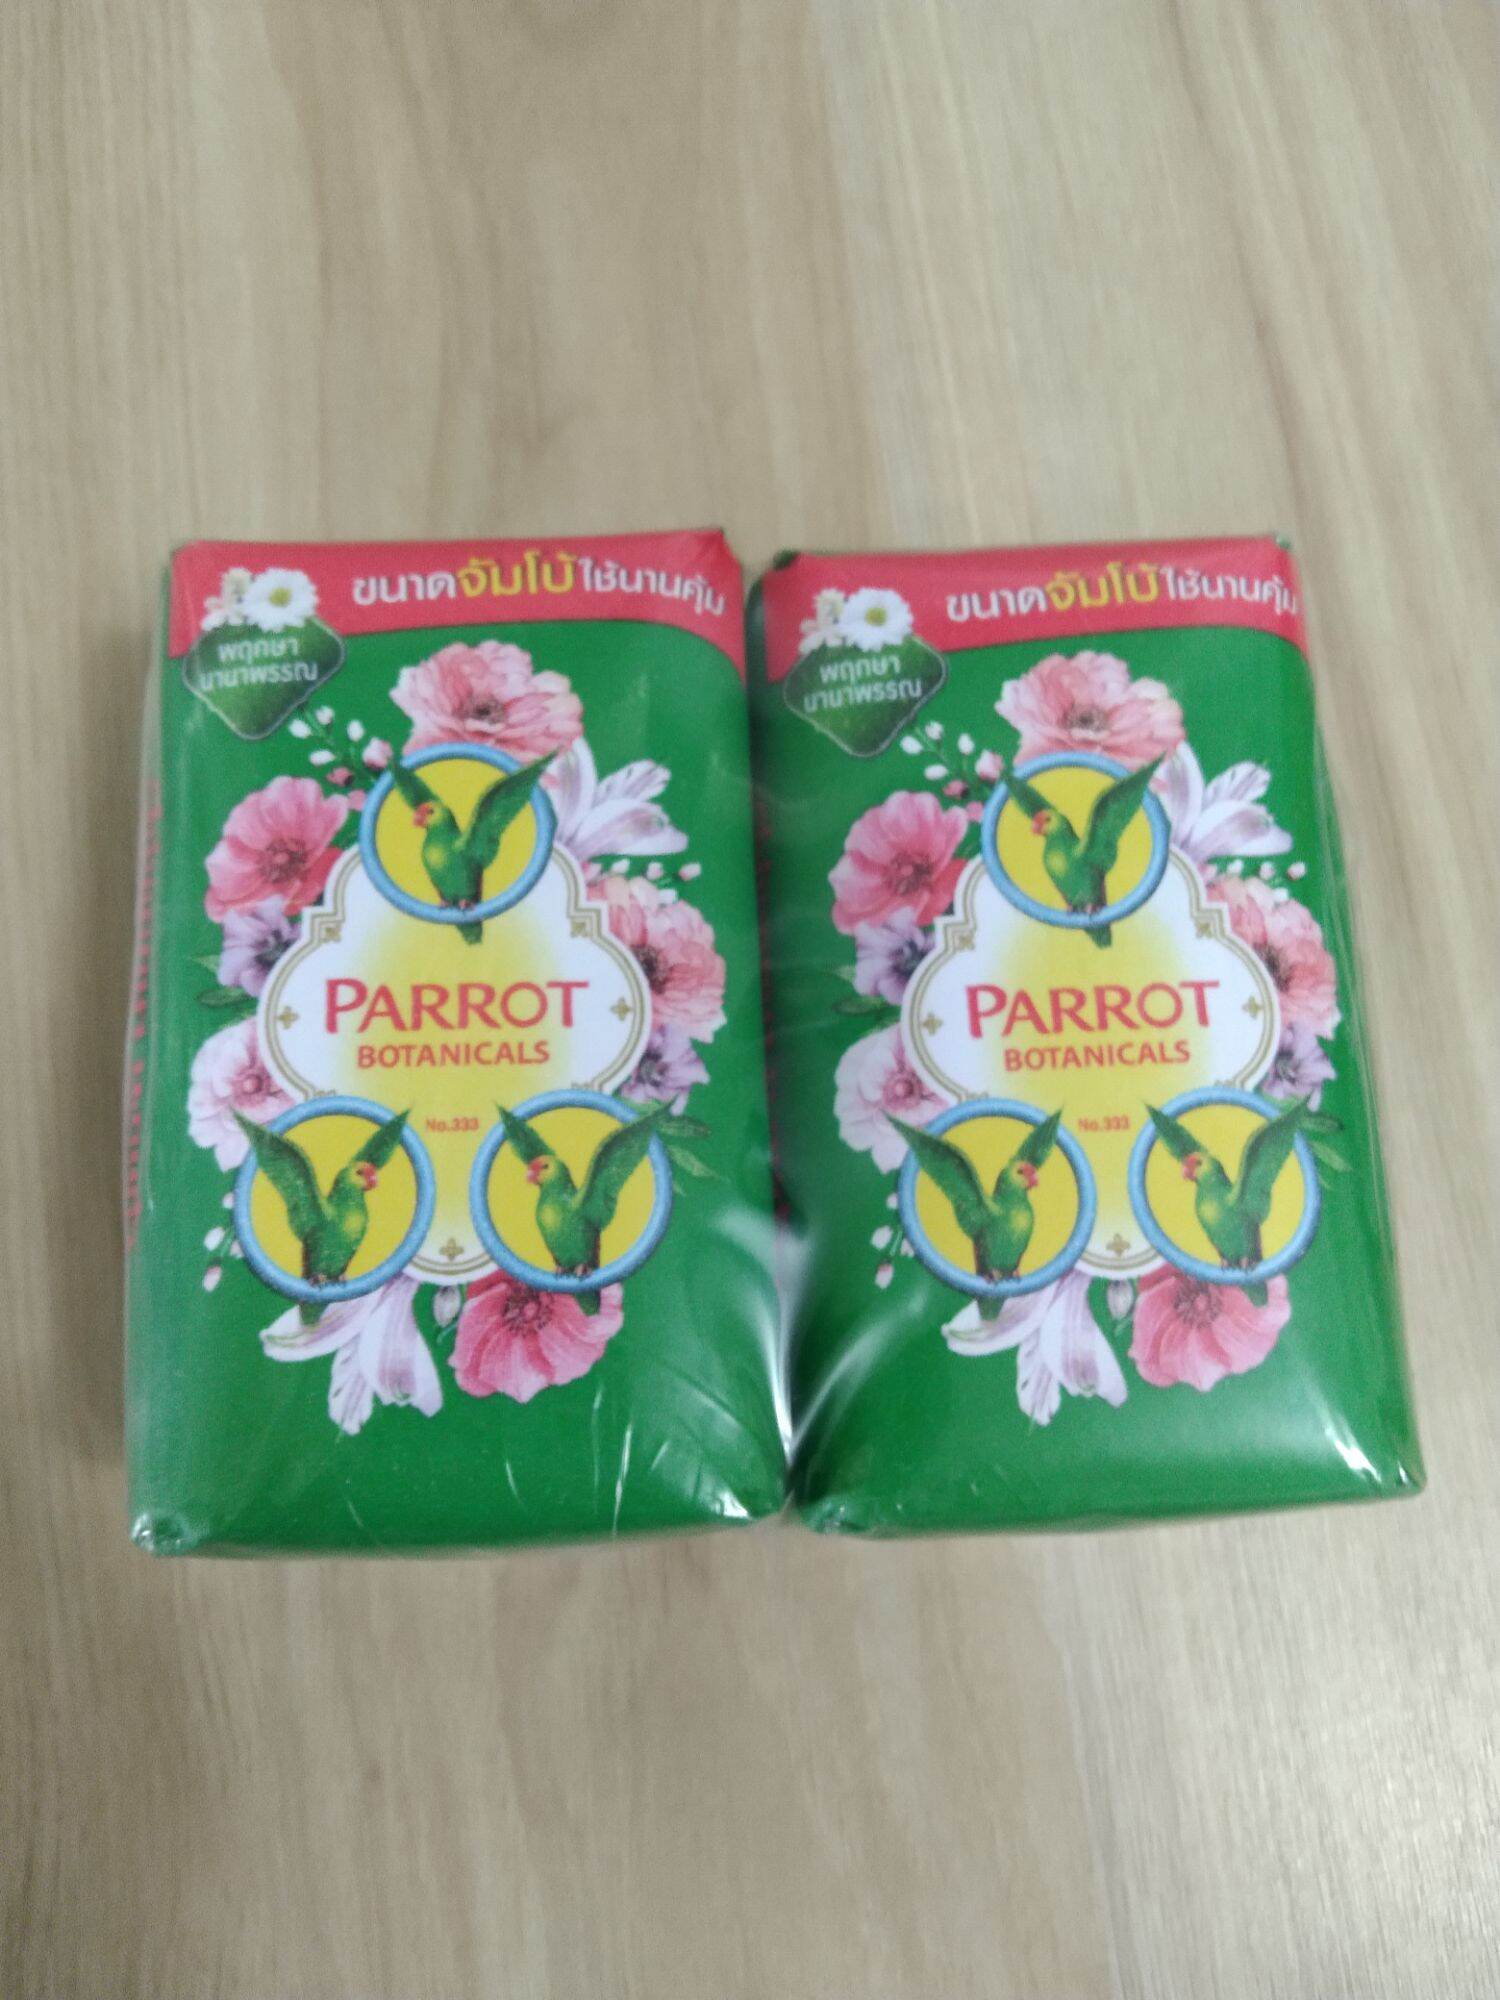 ขนาดจัมโบ้ใช้นานคุ้ม
พฤกษา
นานาพรรณ
PARROT
BOTANICALS
No.333
ขนาดจัมโบ้ใช้นานคุ้ม
พฤกษา
นานาพรรณ
PARROT
BOTANICALS
No.333